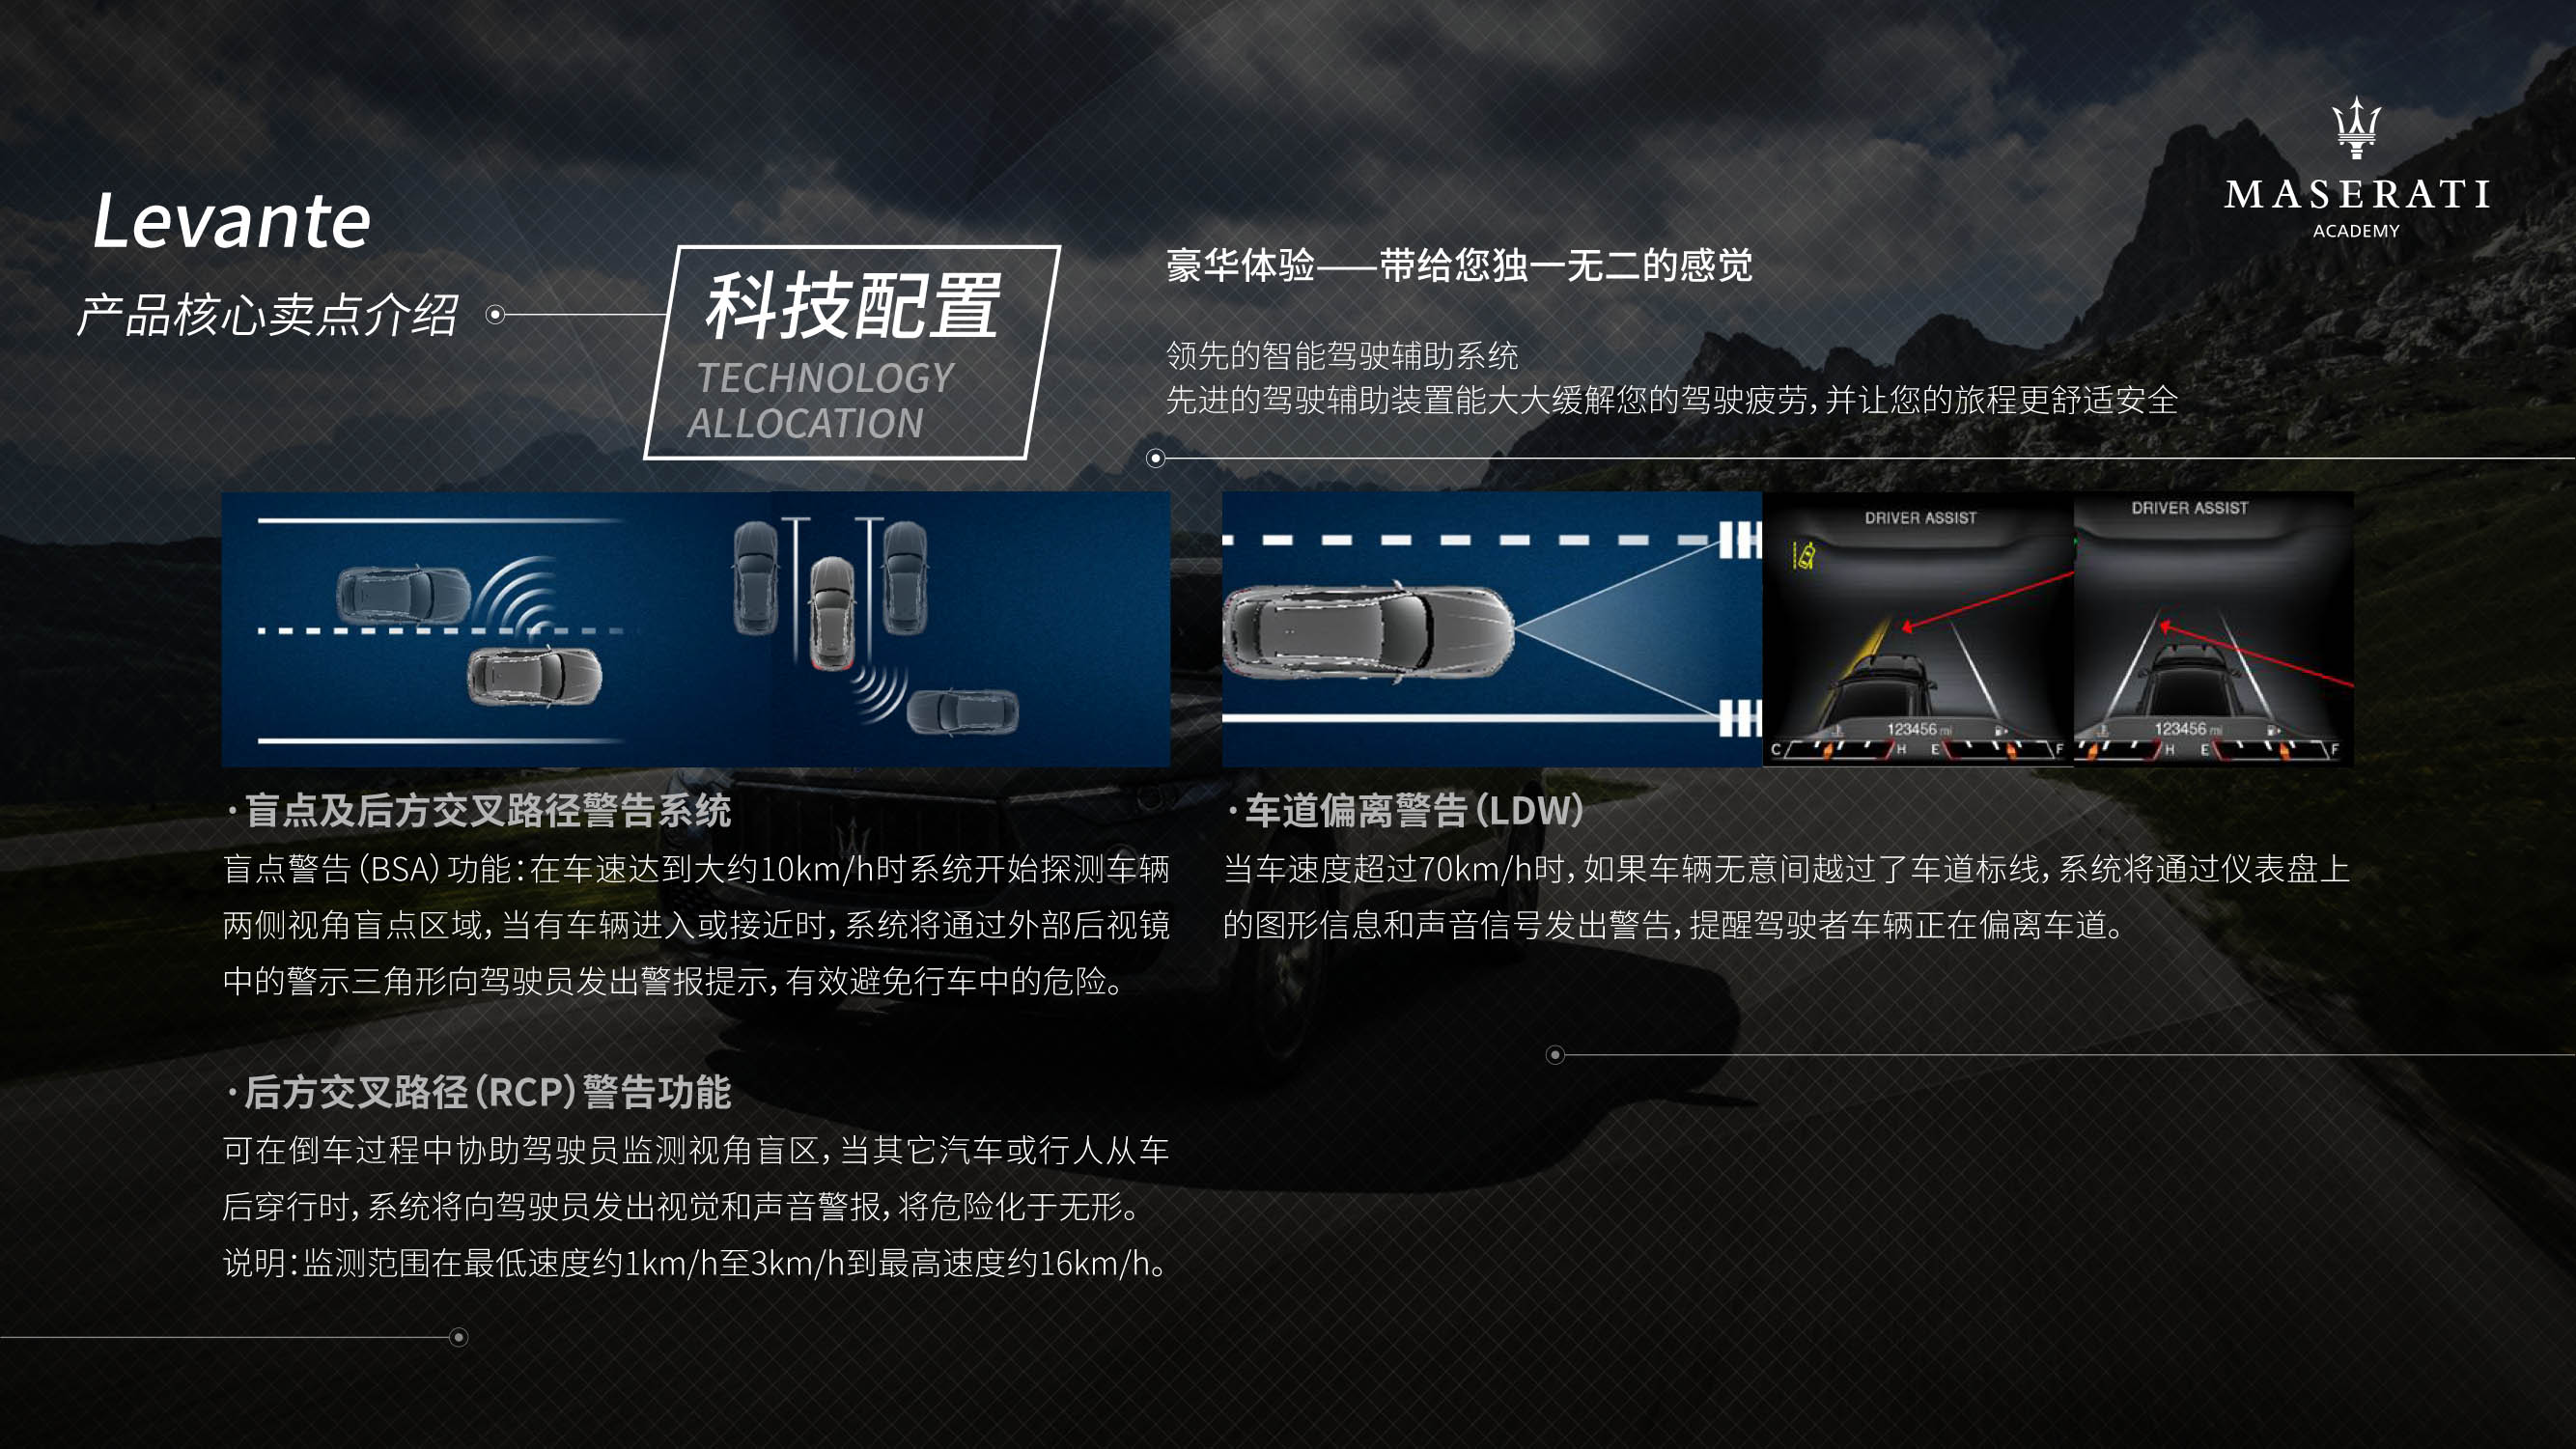 Levante
产品核心卖点介绍
科技配置
TECHNOLOGY
ALLOCATION
豪华体验——带给您独一无二的感觉
领先的智能驾驶辅助系统
先进的驾驶辅助装置能大大缓解您的驾驶疲劳，并让您的旅程更舒适安全
MASERATI
ACADEMY
DRIVER ASSIST
123456 mi
C H E F
DRIVER ASSIST
123456 mi
H E F
·盲点及后方交叉路径警告系统
盲点警告（BSA）功能：在车速达到大约10km/h时系统开始探测车辆
两侧视角盲点区域，当有车辆进入或接近时，系统将通过外部后视镜
中的警示三角形向驾驶员发出警报提示，有效避免行车中的危险。
·后方交叉路径（RCP）警告功能
可在倒车过程中协助驾驶员监测视角盲区，当其它汽车或行人从车
后穿行时，系统将向驾驶员发出视觉和声音警报，将危险化于无形。
说明：监测范围在最低速度约1km/h至3km/h到最高速度约16km/h。
·车道偏离警告（LDW）
当车速度超过70km/h时，如果车辆无意间越过了车道标线，系统将通过仪表盘上
的图形信息和声音信号发出警告，提醒驾驶者车辆正在偏离车道。